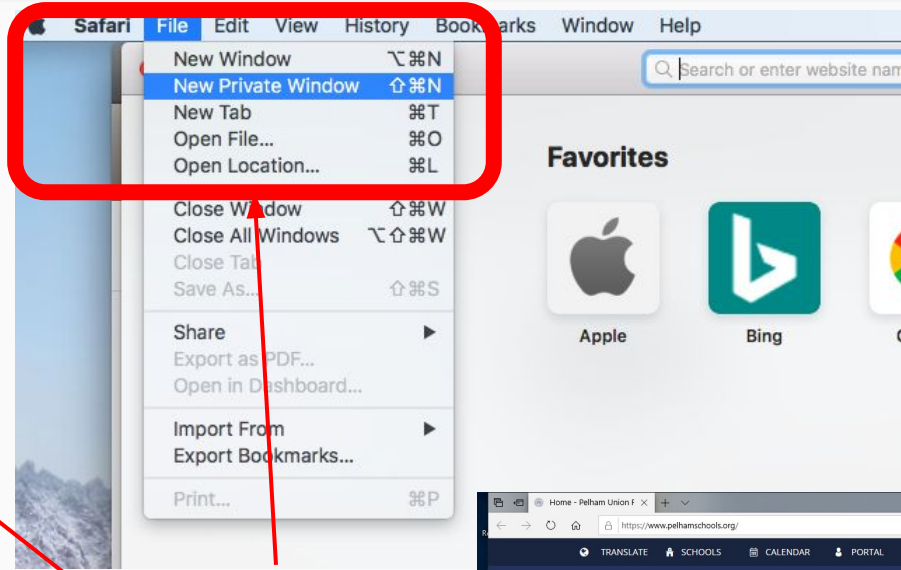 Safari File Edit View History Bookmarks Window Help
New Window ⌥⌘N
New Private Window ⇧⌘N
New Tab ⌘T
Open File... ⌘O
Open Location... ⌘L
Close Window ⇧⌘W
Close All Windows ⌥⇧⌘W
Close Tab
Save As... ⇧⌘S
Share
Export as PDF...
Open in Dashboard...
Import From
Export Bookmarks...
Print... ⌘P
Search or enter website nam
Favorites
Apple Bing
Home - Pelham Union F
https://www.pelhamschools.org/
TRANSLATE SCHOOLS CALENDAR PORTAL